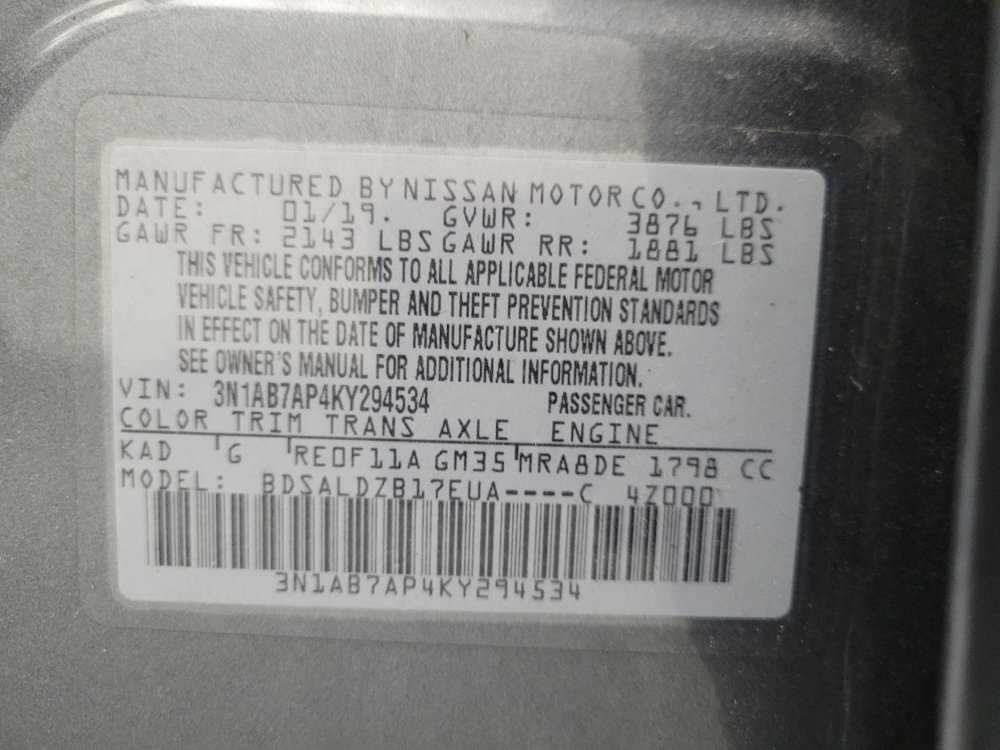 MANUFACTURED BY NISSAN MOTOR CO., LTD.
DATE: 01/19. GVWR: 3876 LBS
GAWR FR: 2143 LBS GAWR RR: 1881 LBS
THIS VEHICLE CONFORMS TO ALL APPLICABLE FEDERAL MOTOR
VEHICLE SAFETY, BUMPER AND THEFT PREVENTION STANDARDS
IN EFFECT ON THE DATE OF MANUFACTURE SHOWN ABOVE.
SEE OWNER'S MANUAL FOR ADDITIONAL INFORMATION.
VIN: 3N1AB7AP4KY294534 PASSENGER CAR.
COLOR TRIM TRANS AXLE ENGINE
KAD G RE0F11A GM35 MRA8DE 1798 CC
MODEL: BDSALDZB17EUA----C 4Z000
3N1AB7AP4KY294534